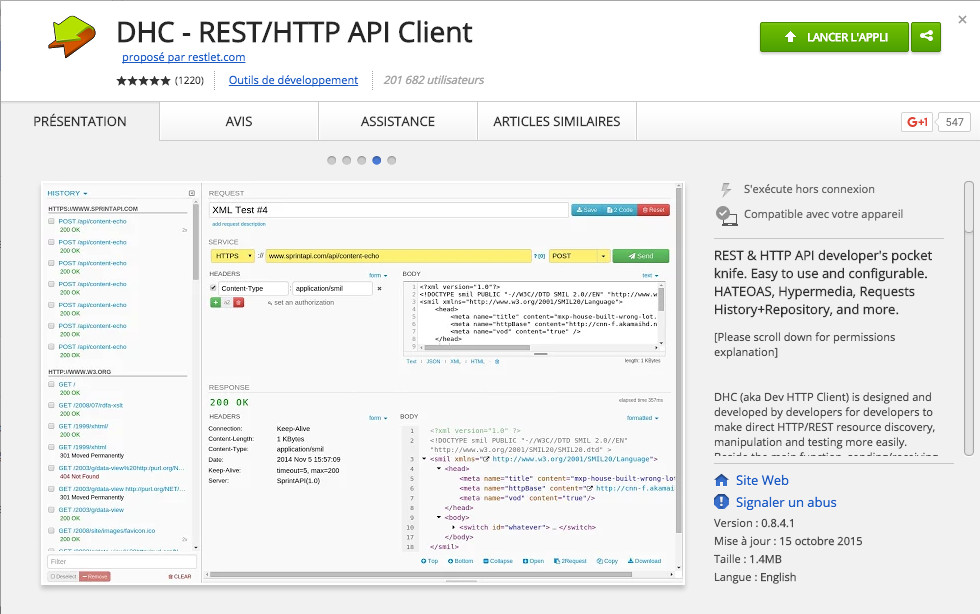 DHC - REST/HTTP API Client
proposé par restlet.com
(1220)
Outils de développement
201 682 utilisateurs
LANCER L'APPLI
PRÉSENTATION
AVIS
ASSISTANCE
ARTICLES SIMILAIRES
G+1
547
HISTORY
HTTPS://WWW.SPRINTAPI.COM
POST /api/content-echo
200 OK
2s
POST /api/content-echo
200 OK
POST /api/content-echo
200 OK
POST /api/content-echo
200 OK
POST /api/content-echo
200 OK
POST /api/content-echo
200 OK
POST /api/content-echo
200 OK
HTTP://WWW.W3.ORG
GET /
200 OK
GET /2008/07/rdfa-xsit
200 OK
GET /1999/xhtml/
200 OK
GET /1999/xhtml
301 Moved Permanently
GET /2003/g/data-view%20http:/purl.org/N...
404 Not Found
GET /2003/g/data-view http://purl.org/NET/...
301 Moved Permanently
GET /2003/g/data-view
200 OK
GET /2008/site/images/favicon.ico
200 OK
2s
Filter
Deselect
Remove
CLEAR
REQUEST
XML Test #4
Save
2 Code
Reset
add request description
SERVICE
HTTPS
://
www.sprintapi.com/api/content-echo
? (0)
POST
Send
HEADERS
form
Content-Type
:
application/smil
set an authorization
BODY
text
1 <?xml version="1.0"?>
2 <!DOCTYPE smil PUBLIC "-//W3C//DTD SMIL 2.0//EN" "http://www.w
3 <smil xmlns="http://www.w3.org/2001/SMIL20/Language">
4 <head>
5 <meta name="title" content="mxp-house-built-wrong-lot.
6 <meta name="httpBase" content="http://cnn-f.akamaihd.n
7 <meta name="vod" content="true" />
8 </head>
9
Text
JSON
XML
HTML
length: 1 KBytes
RESPONSE
200 OK
elapsed time 357ms
HEADERS
form
Connection: Keep-Alive
Content-Length: 1 KBytes
Content-Type: application/smil
Date: 2014 Nov 5 15:57:09
Keep-Alive: timeout=5, max=200
Server: SprintAPI(1.0)
BODY
formatted
1 <?xml version="1.0" ?>
2 <!DOCTYPE smil PUBLIC "-//W3C//DTD SMIL 2.0//EN"
"http://www.w3.org/2001/SMIL20/SMIL20.dtd" >
3 <smil xmlns="http://www.w3.org/2001/SMIL20/Language">
4 <head>
5 <meta name="title" content="mxp-house-built-wrong-lot
6 <meta name="httpBase" content="http://cnn-f.akamai
7 <meta name="vod" content="true"/>
8 </head>
9 <body>
10 <switch id="whatever"> … </switch>
17 </body>
18 </smil>
Top
Bottom
Collapse
Open
2Request
Copy
Download
S'exécute hors connexion
Compatible avec votre appareil
REST & HTTP API developer's pocket
knife. Easy to use and configurable.
HATEOAS, Hypermedia, Requests
History+Repository, and more.
[Please scroll down for permissions
explanation]
DHC (aka Dev HTTP Client) is designed and
developed by developers for developers to
make direct HTTP/REST resource discovery,
manipulation and testing more easily.
Site Web
Signaler un abus
Version : 0.8.4.1
Mise à jour : 15 octobre 2015
Taille : 1.4MB
Langue : English